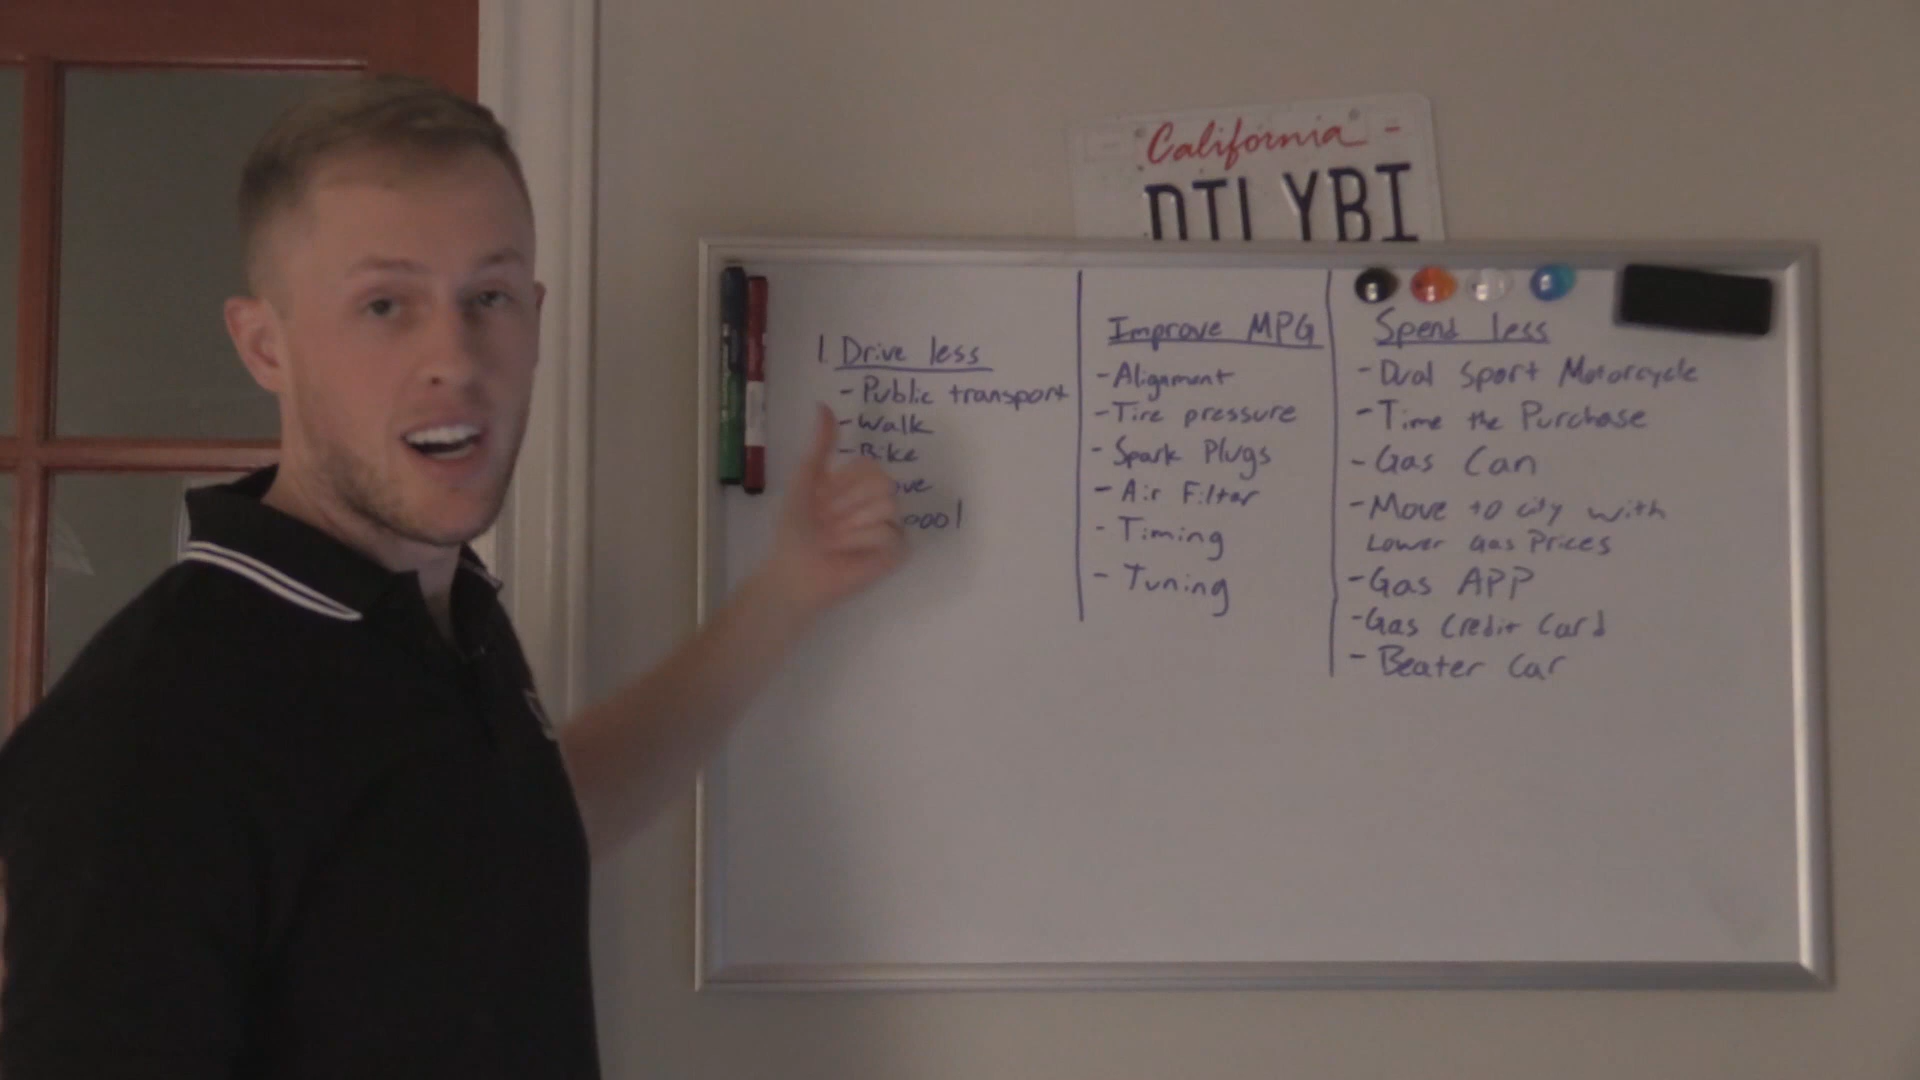 California
DTLYBI
1. Drive less
- Public transport
- Walk
- Bike
Improve MPG
- Alignment
- Tire pressure
- Spark Plugs
- Air Filter
- Timing
- Tuning
Spend less
- Dual Sport Motorcycle
- Time the Purchase
- Gas Can
- Move to city with
Lower Gas Prices
- Gas APP
- Gas Credit Card
- Beater Car